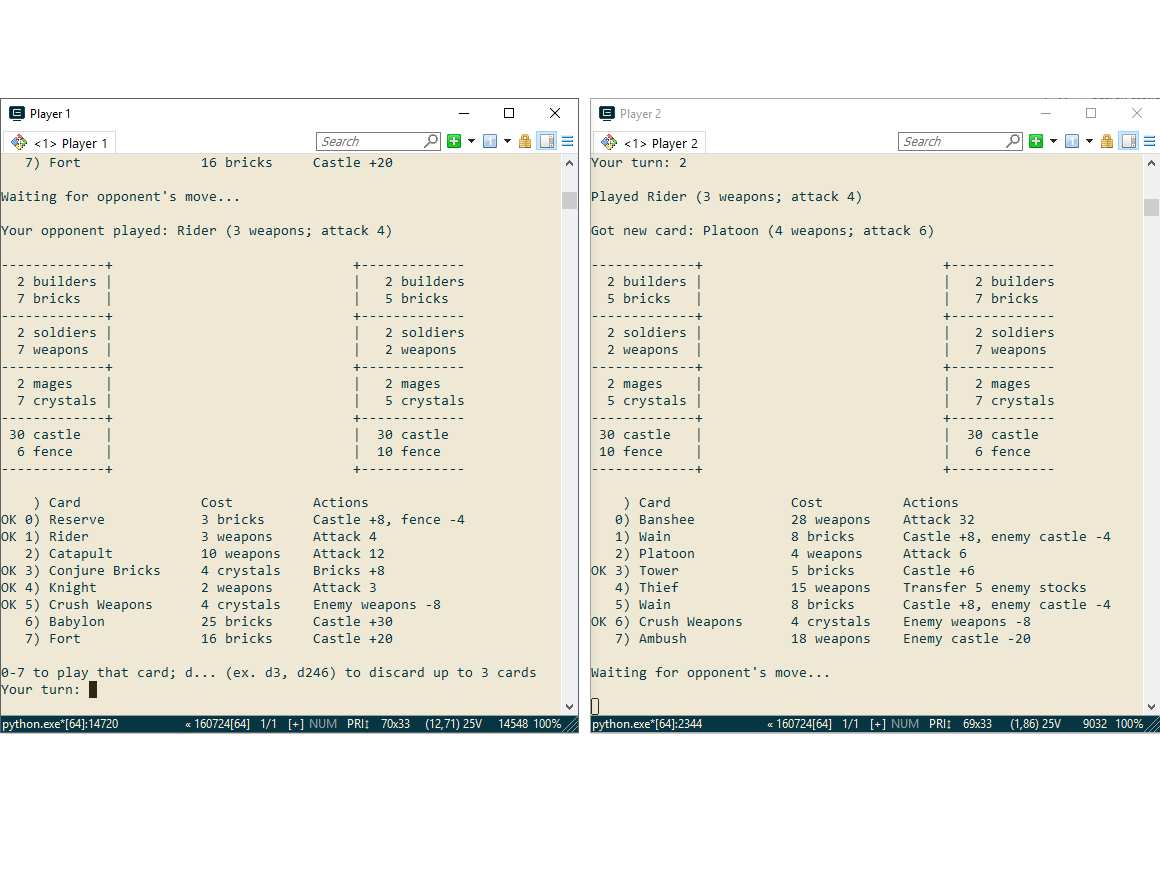 Player 1
<1> Player 1
Search
7) Fort 16 bricks Castle +20
Waiting for opponent's move...
Your opponent played: Rider (3 weapons; attack 4)
-------------+ +-------------
2 builders | | 2 builders
7 bricks | | 5 bricks
-------------+ +-------------
2 soldiers | | 2 soldiers
7 weapons | | 2 weapons
-------------+ +-------------
2 mages | | 2 mages
7 crystals | | 5 crystals
-------------+ +-------------
30 castle | | 30 castle
6 fence | | 10 fence
-------------+ +-------------
) Card Cost Actions
OK 0) Reserve 3 bricks Castle +8, fence -4
OK 1) Rider 3 weapons Attack 4
2) Catapult 10 weapons Attack 12
OK 3) Conjure Bricks 4 crystals Bricks +8
OK 4) Knight 2 weapons Attack 3
OK 5) Crush Weapons 4 crystals Enemy weapons -8
6) Babylon 25 bricks Castle +30
7) Fort 16 bricks Castle +20
0-7 to play that card; d... (ex. d3, d246) to discard up to 3 cards
Your turn:
python.exe*[64]:14720 « 160724[64] 1/1 [+] NUM PRI↕ 70x33 (12,71) 25V 14548 100%
Player 2
<1> Player 2
Search
Your turn: 2
Played Rider (3 weapons; attack 4)
Got new card: Platoon (4 weapons; attack 6)
-------------+ +-------------
2 builders | | 2 builders
5 bricks | | 7 bricks
-------------+ +-------------
2 soldiers | | 2 soldiers
2 weapons | | 7 weapons
-------------+ +-------------
2 mages | | 2 mages
5 crystals | | 7 crystals
-------------+ +-------------
30 castle | | 30 castle
10 fence | | 6 fence
-------------+ +-------------
) Card Cost Actions
0) Banshee 28 weapons Attack 32
1) Wain 8 bricks Castle +8, enemy castle -4
2) Platoon 4 weapons Attack 6
OK 3) Tower 5 bricks Castle +6
4) Thief 15 weapons Transfer 5 enemy stocks
5) Wain 8 bricks Castle +8, enemy castle -4
OK 6) Crush Weapons 4 crystals Enemy weapons -8
7) Ambush 18 weapons Enemy castle -20
Waiting for opponent's move...
python.exe*[64]:2344 « 160724[64] 1/1 [+] NUM PRI↕ 69x33 (1,86) 25V 9032 100%